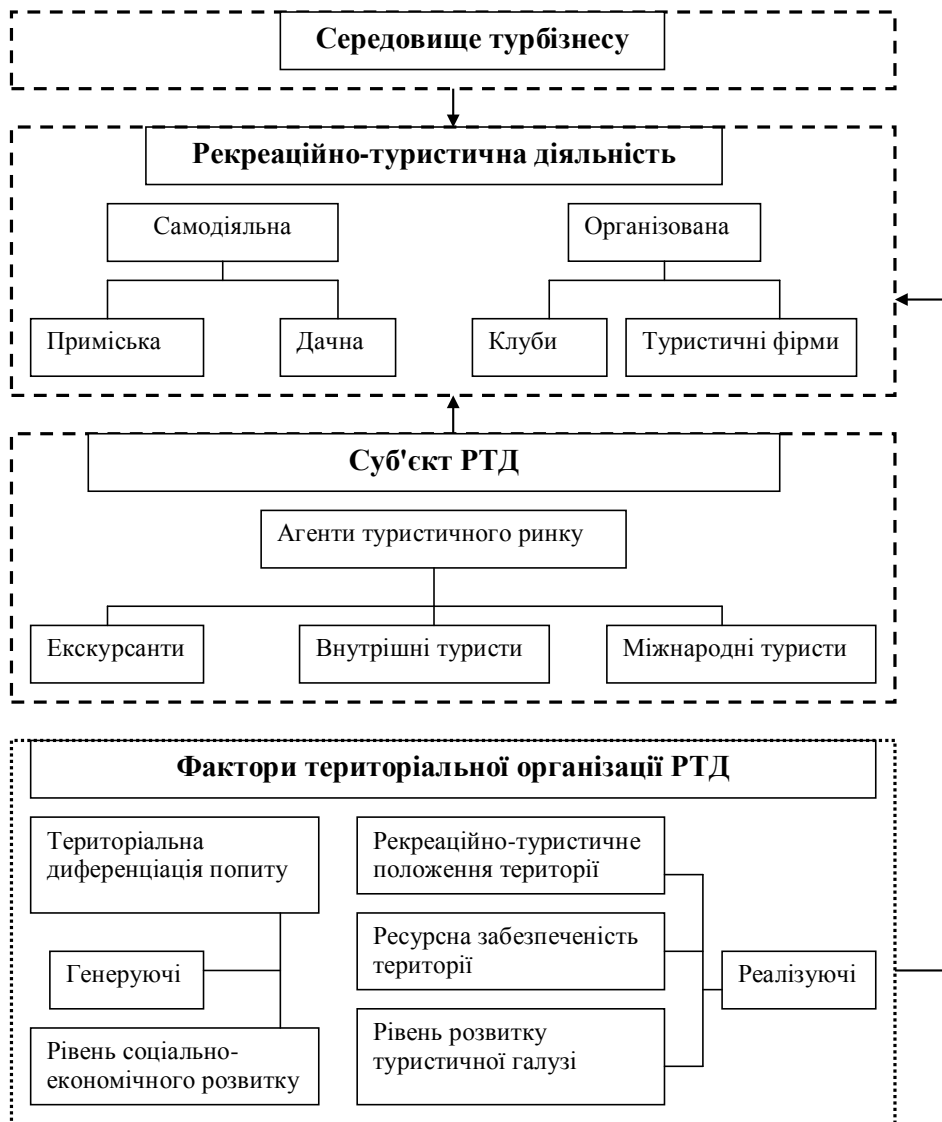 Середовище турбізнесу
Рекреаційно-туристична діяльність
Самодіяльна
Організована
Приміська
Дачна
Клуби
Туристичні фірми
Суб'єкт РТД
Агенти туристичного ринку
Екскурсанти
Внутрішні туристи
Міжнародні туристи
Фактори територіальної організації РТД
Територіальна
диференціація попиту
Генеруючі
Рівень соціально-
економічного розвитку
Рекреаційно-туристичне
положення території
Ресурсна забезпеченість
території
Рівень розвитку
туристичної галузі
Реалізуючі